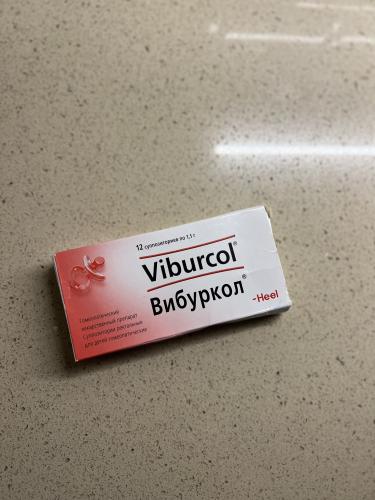 12 суппозиториев по 1,1 г
Viburcol®
Вибуркол®
-Heel
Гомеопатический
лекарственный препарат
Суппозитории ректальные
для детей гомеопатические